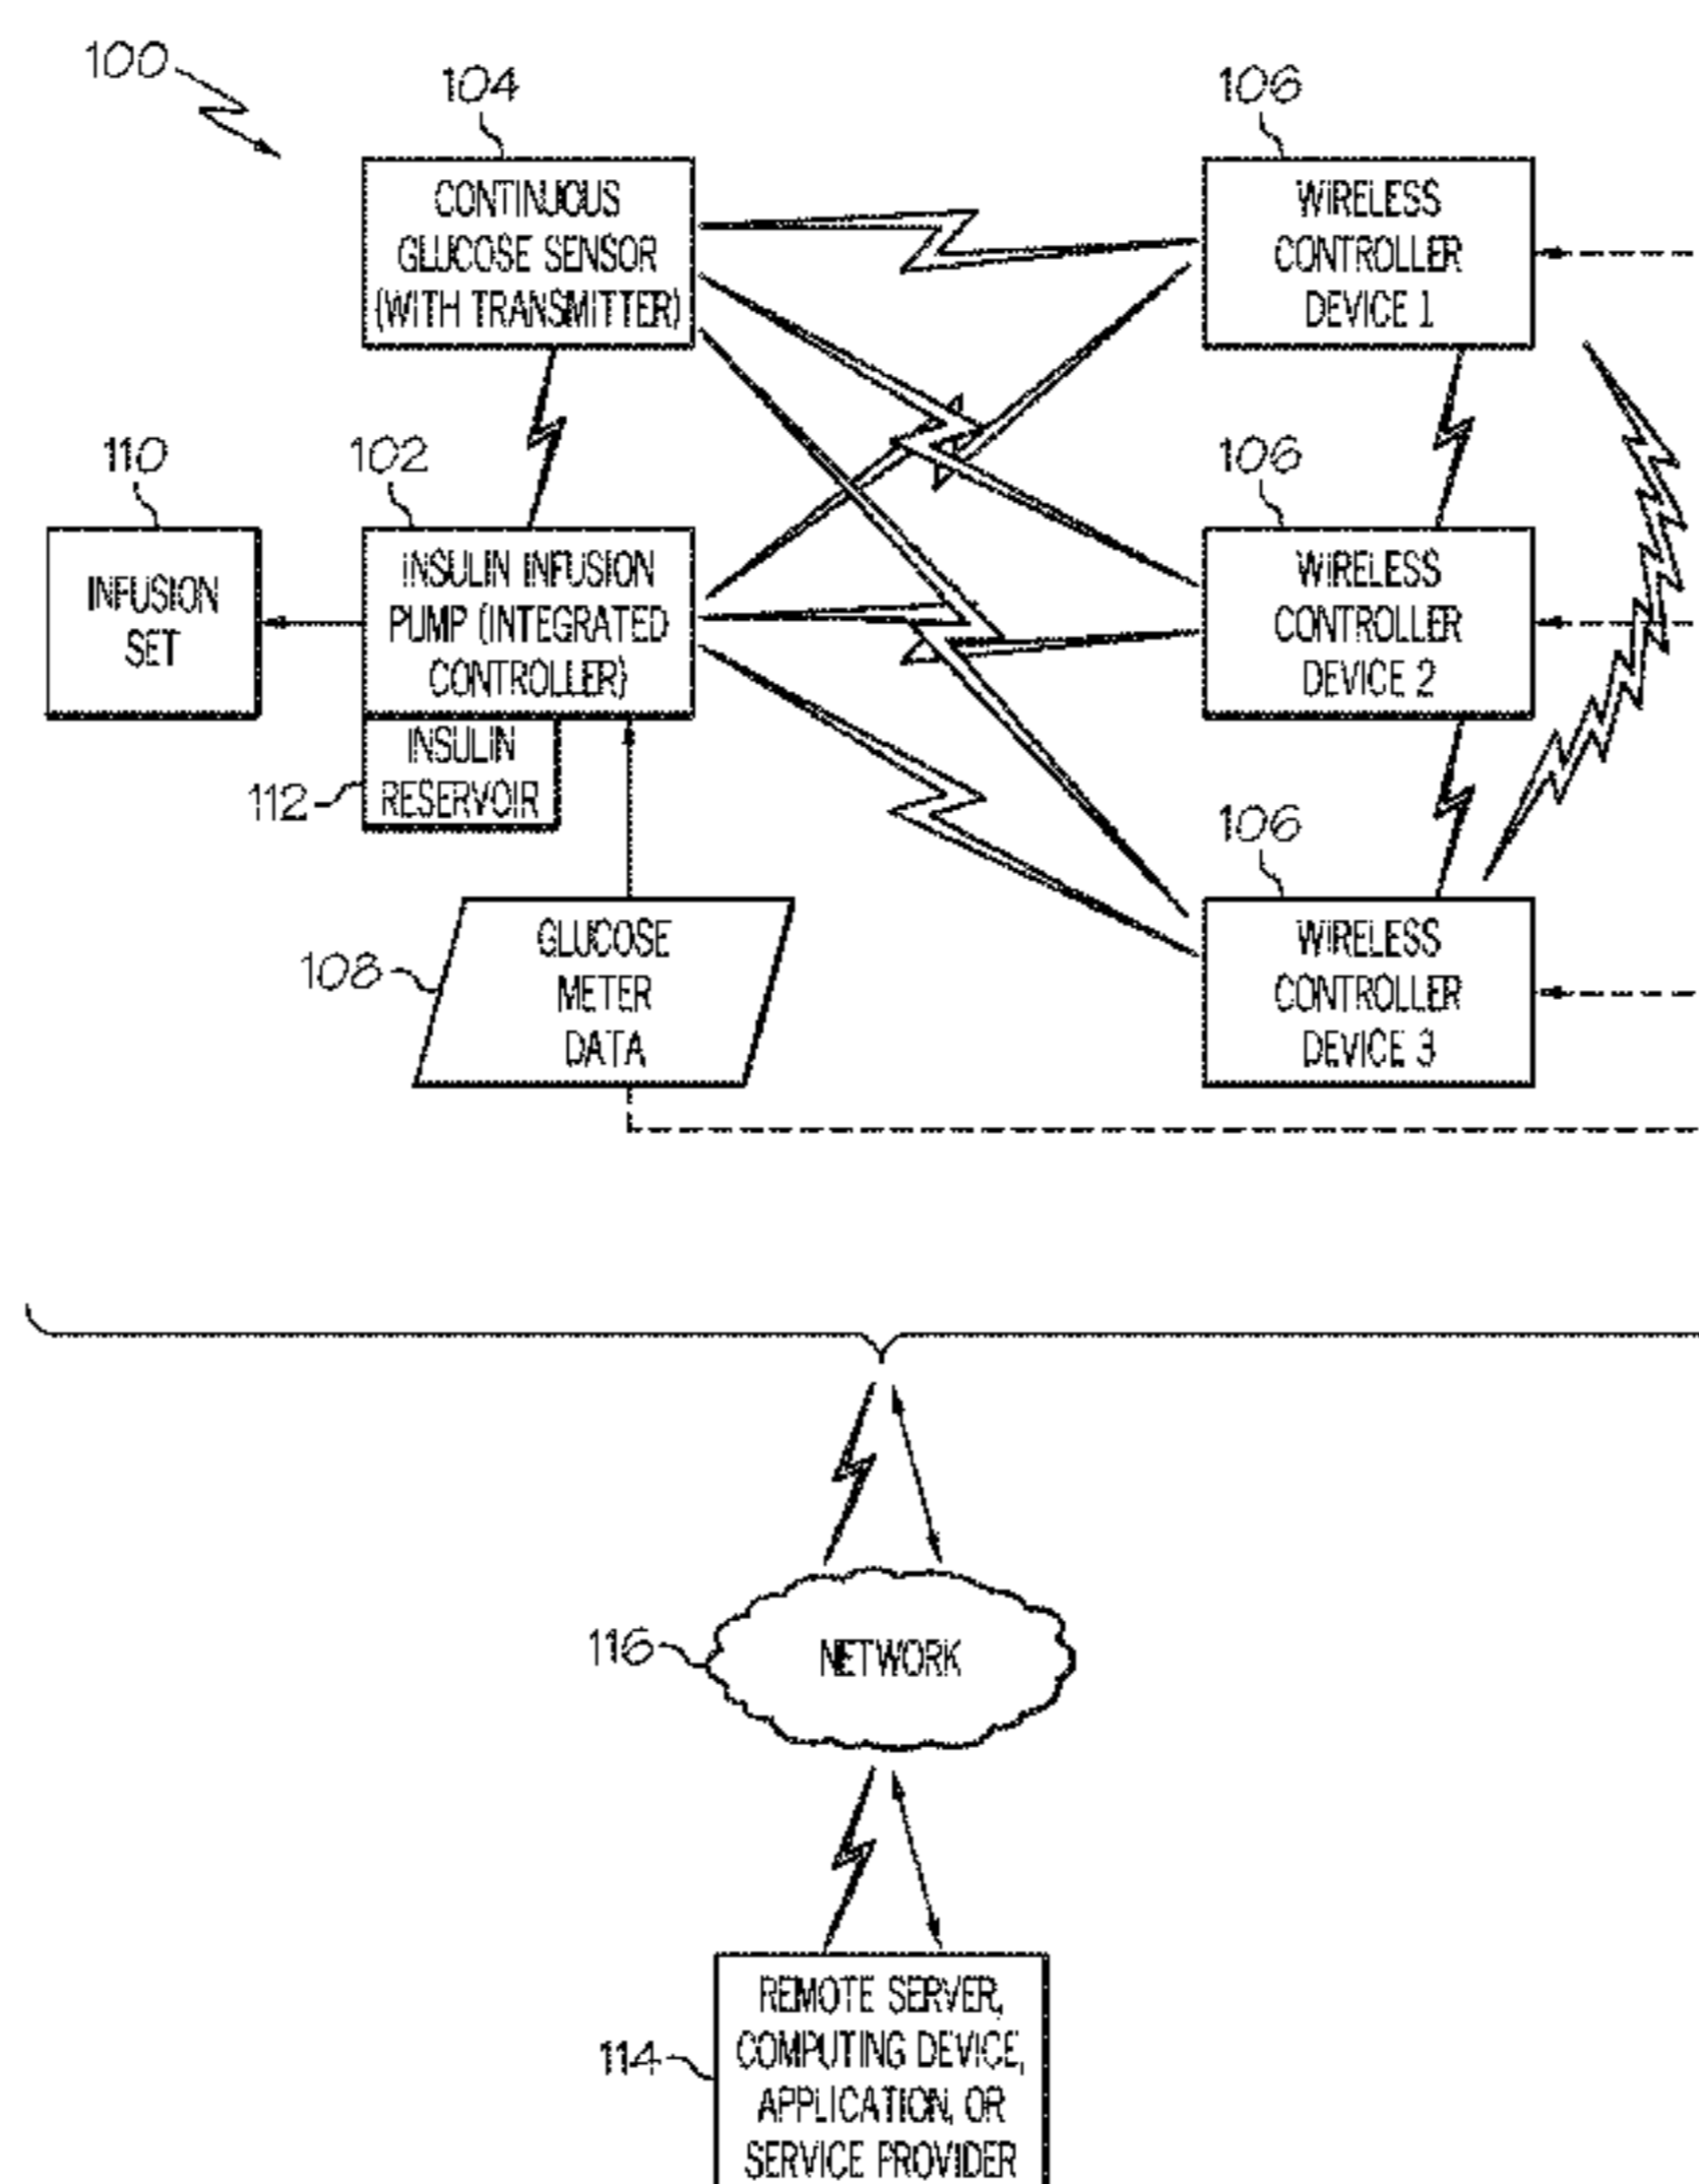 100
104
CONTINUOUS
GLUCOSE SENSOR
(WITH TRANSMITTER)
106
WIRELESS
CONTROLLER
DEVICE 1
110
INFUSION
SET
102
INSULIN INFUSION
PUMP (INTEGRATED
CONTROLLER)
106
WIRELESS
CONTROLLER
DEVICE 2
112
INSULIN
RESERVOIR
108
GLUCOSE
METER
DATA
106
WIRELESS
CONTROLLER
DEVICE 3
116
NETWORK
114
REMOTE SERVER,
COMPUTING DEVICE,
APPLICATION, OR
SERVICE PROVIDER